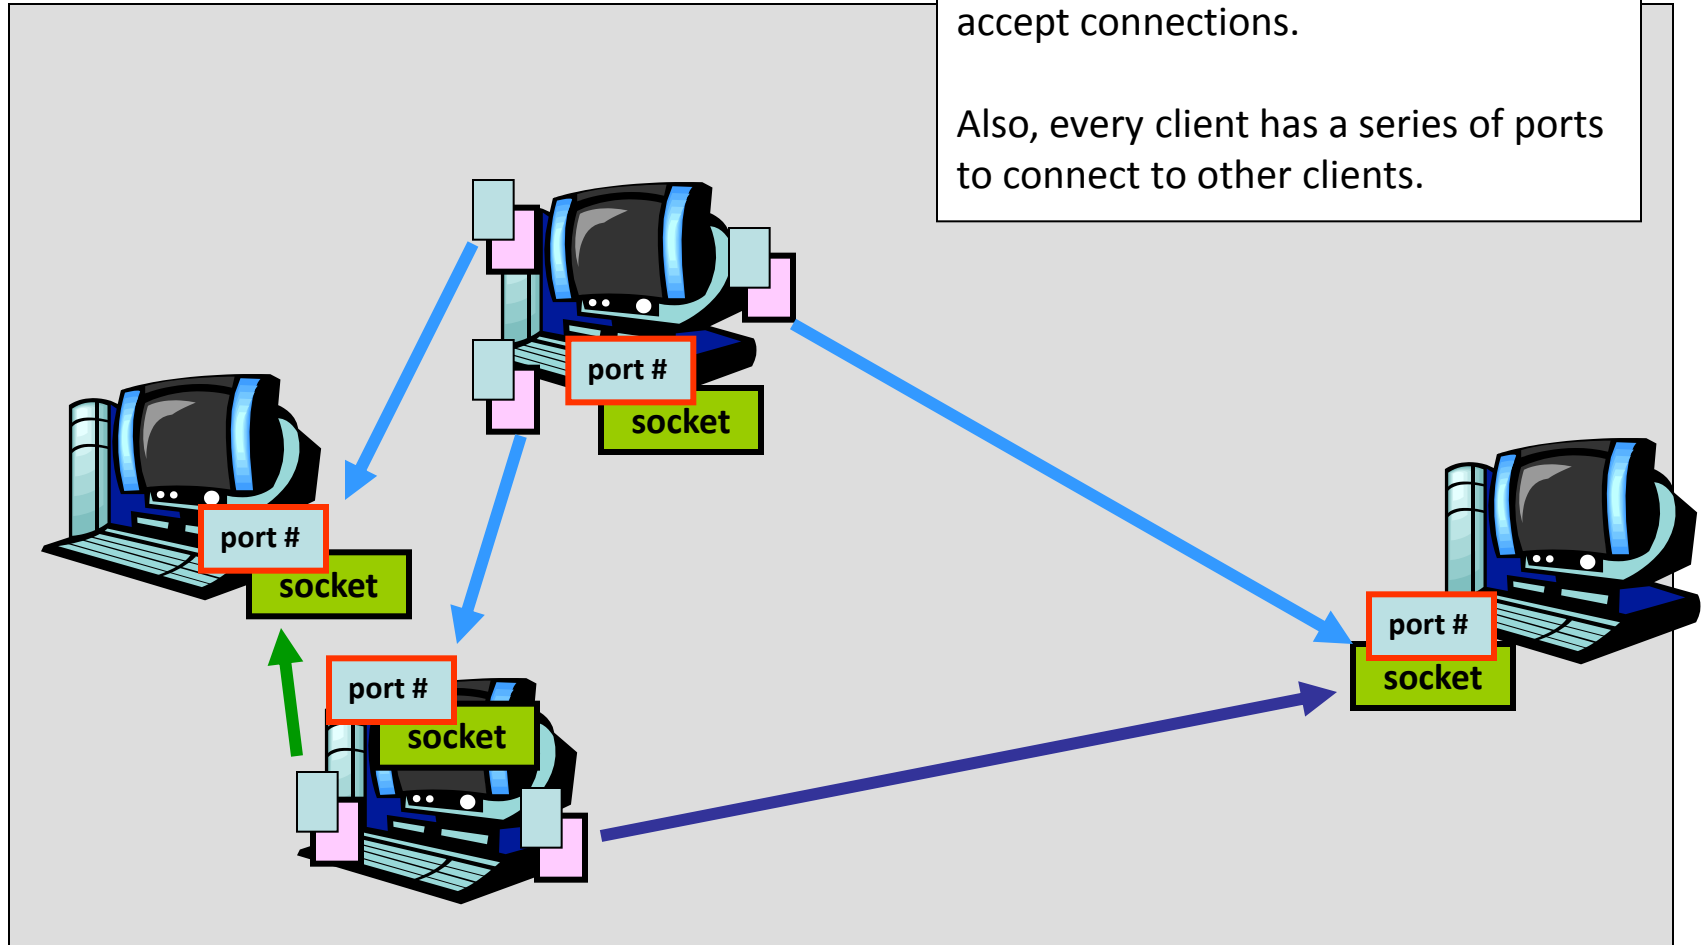 accept connections.
Also, every client has a series of ports
to connect to other clients.
port #
socket
port #
socket
port #
socket
port #
socket